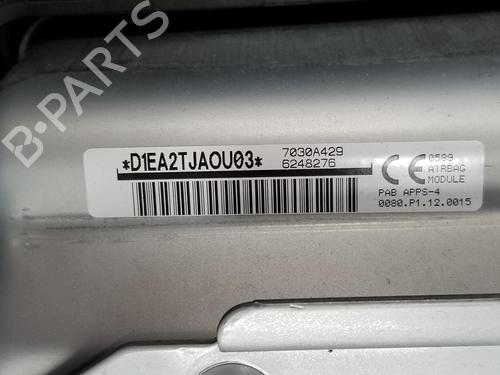 *D1EA2TJAOU03*
7030A429
6248276
CE
0589
AIRBAG
MODULE
PAB APPS-4
0080.P1.12.0015
B-PARTS